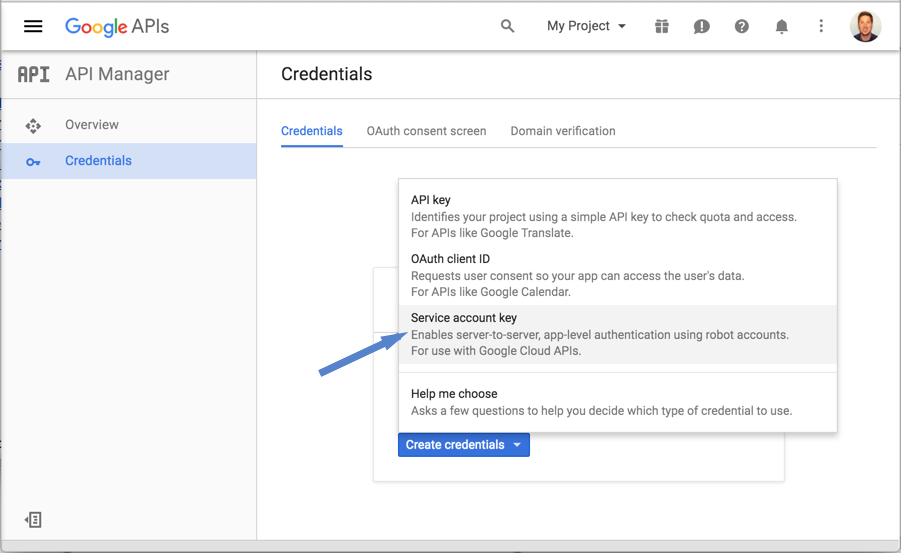 Google APIs
My Project
API API Manager
Credentials
Overview
Credentials
Credentials OAuth consent screen Domain verification
API key
Identifies your project using a simple API key to check quota and access.
For APIs like Google Translate.
OAuth client ID
Requests user consent so your app can access the user's data.
For APIs like Google Calendar.
Service account key
Enables server-to-server, app-level authentication using robot accounts.
For use with Google Cloud APIs.
Help me choose
Asks a few questions to help you decide which type of credential to use.
Create credentials